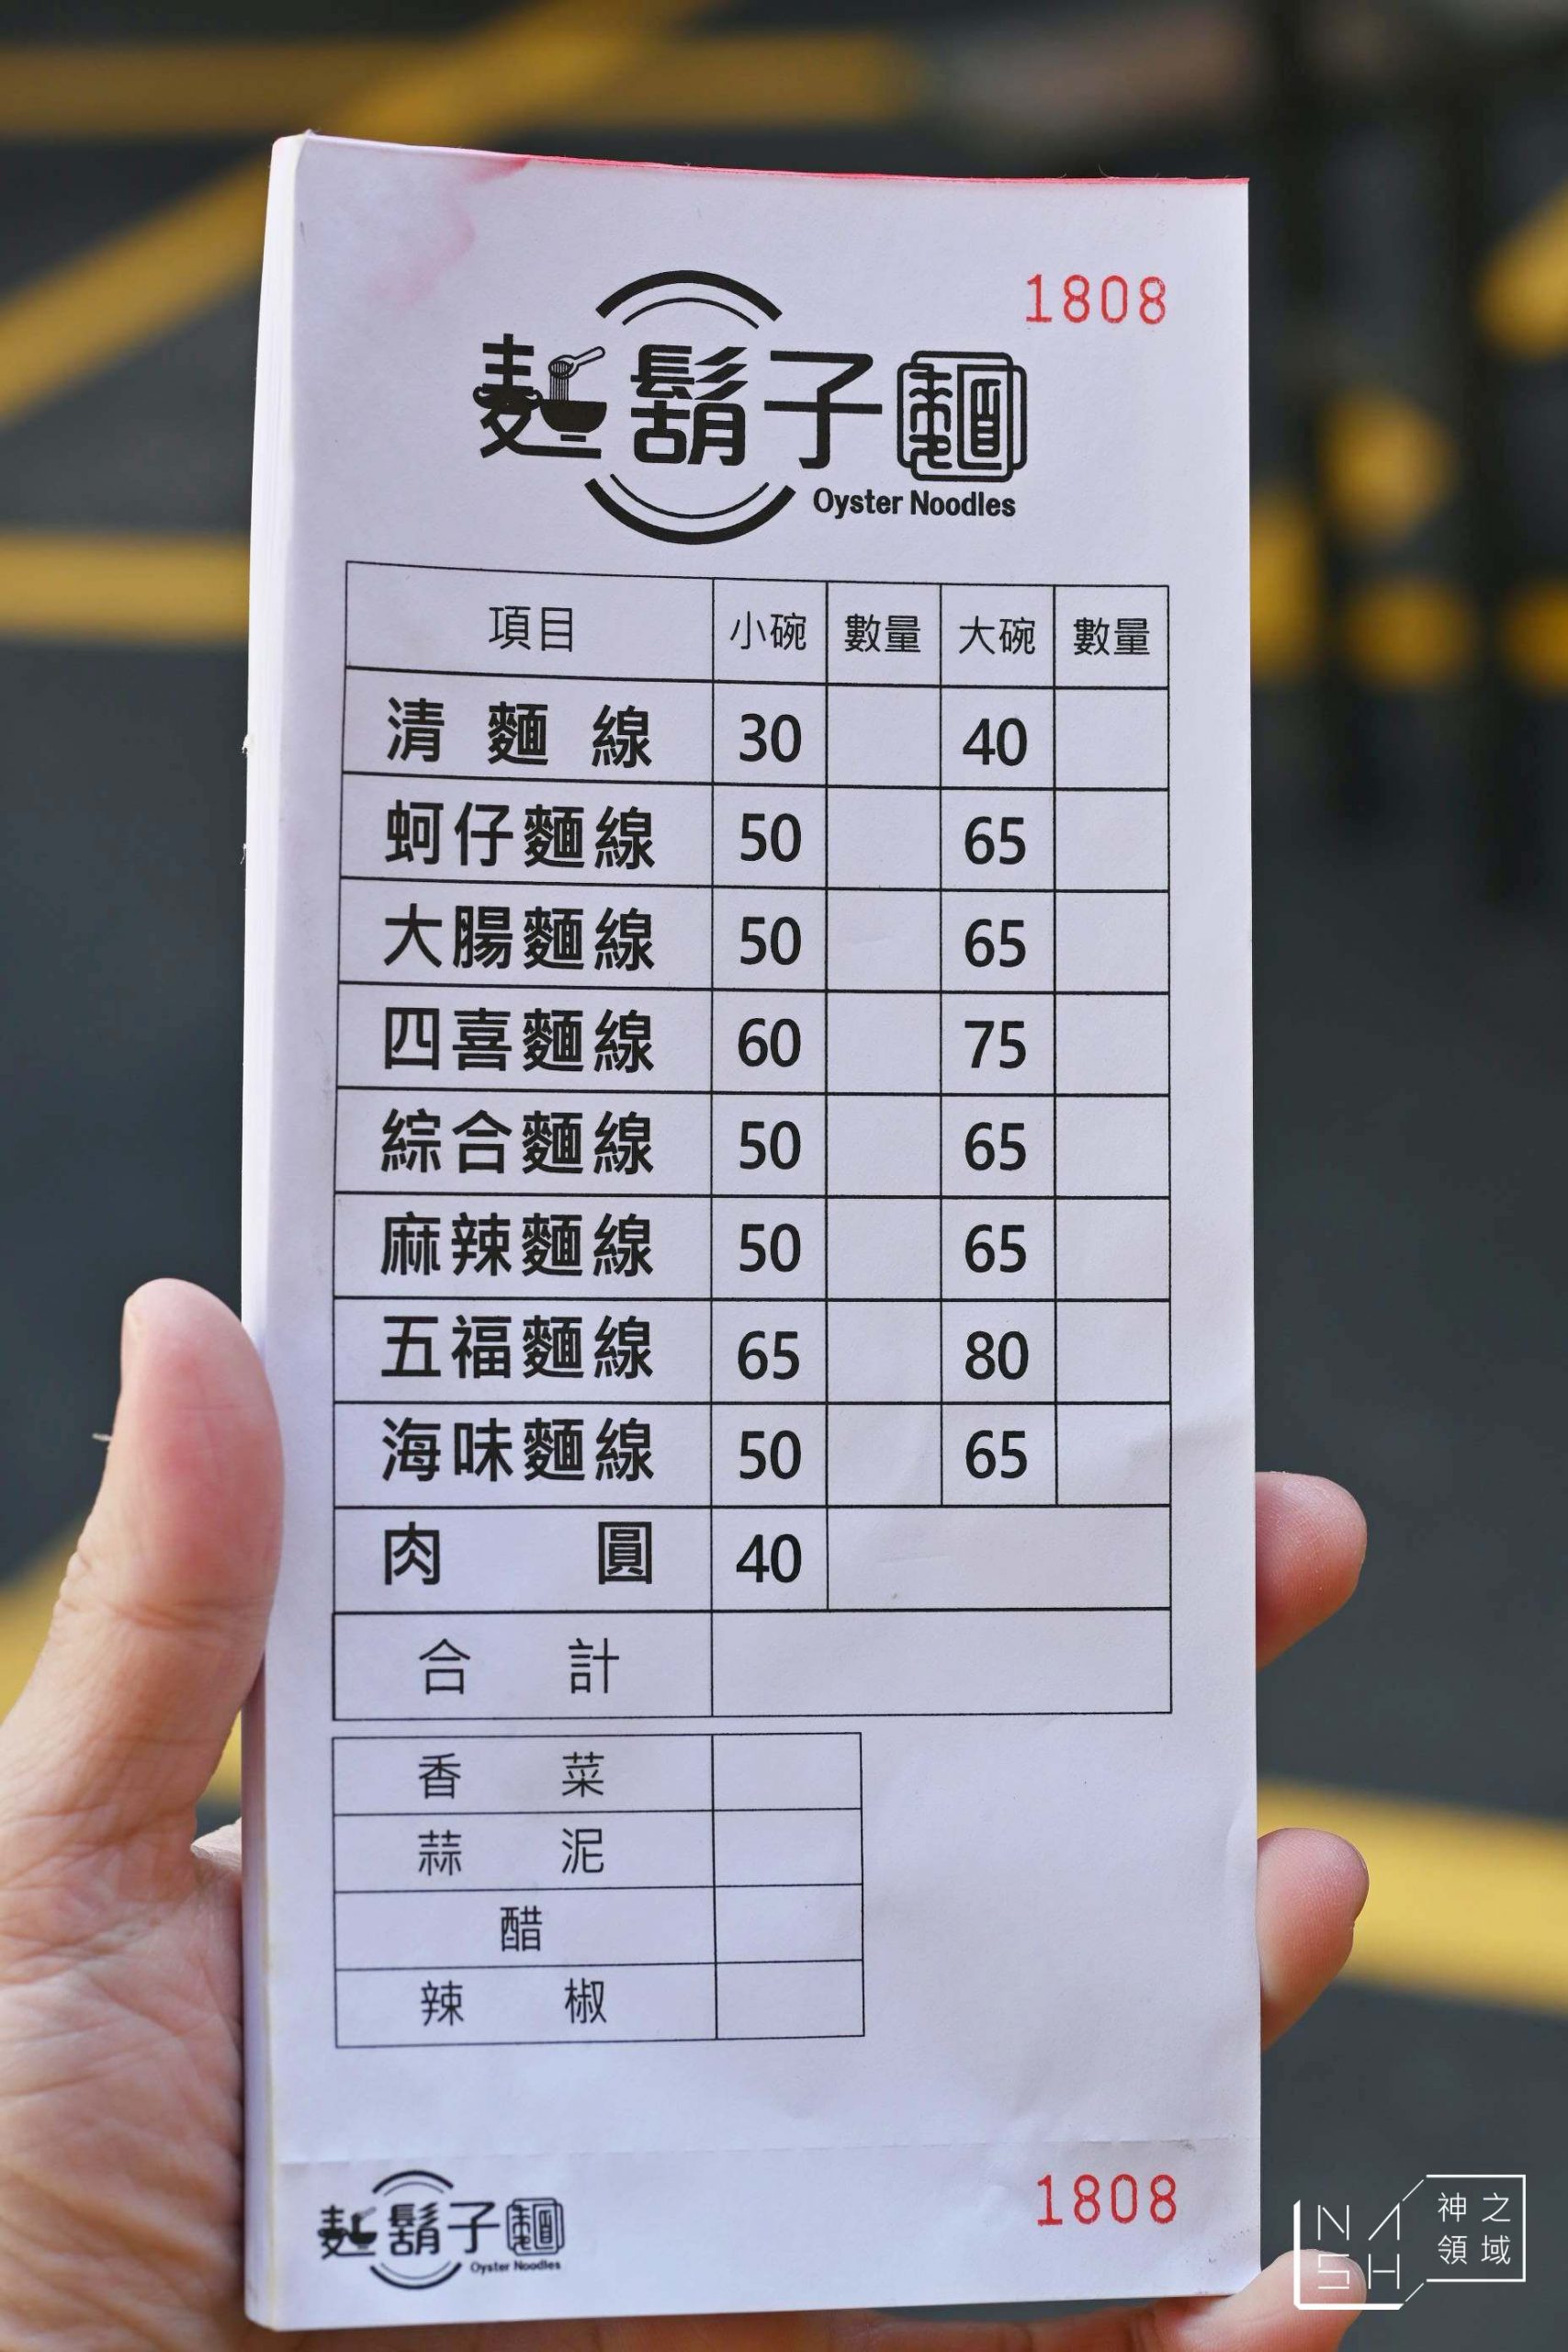 1808
麵鬍子麵
Oyster Noodles
項目 小碗 數量 大碗 數量
清麵線 30 40
蚵仔麵線 50 65
大腸麵線 50 65
四喜麵線 60 75
綜合麵線 50 65
麻辣麵線 50 65
五福麵線 65 80
海味麵線 50 65
肉圓 40
合計
香菜
蒜泥
醋
辣椒
麵鬍子麵
Oyster Noodles
1808
NASH
神之
領域